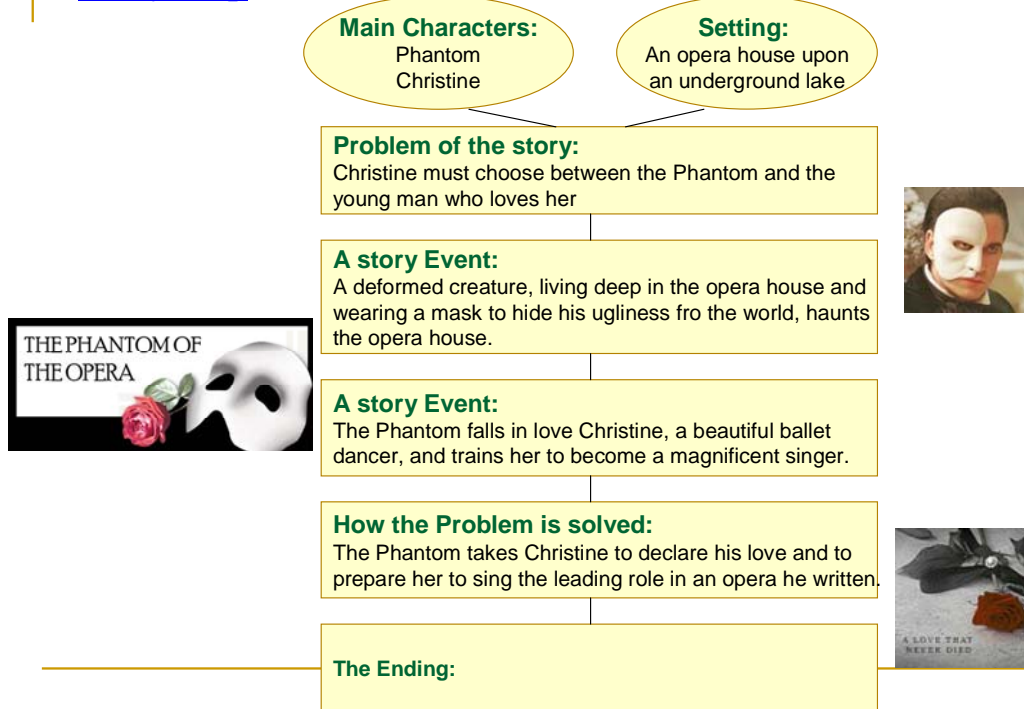 Main Characters:
Phantom
Christine
Setting:
An opera house upon
an underground lake
Problem of the story:
Christine must choose between the Phantom and the
young man who loves her
A story Event:
A deformed creature, living deep in the opera house and
wearing a mask to hide his ugliness fro the world, haunts
the opera house.
THE PHANTOM OF
THE OPERA
A story Event:
The Phantom falls in love Christine, a beautiful ballet
dancer, and trains her to become a magnificent singer.
How the Problem is solved:
The Phantom takes Christine to declare his love and to
prepare her to sing the leading role in an opera he written.
A LOVE THAT
NEVER DIED
The Ending: